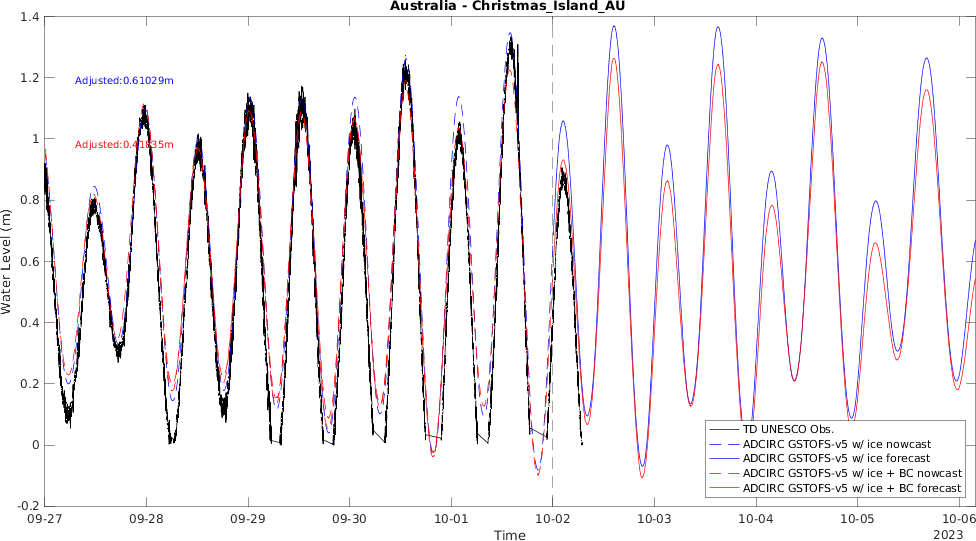 Australia - Christmas_Island_AU
1.4
1.2
1
0.8
0.6
0.4
0.2
0
-0.2
Water Level (m)
Adjusted:0.61029m
Adjusted:0.41835m
TD UNESCO Obs.
ADCIRC GSTOFS-v5 w/ ice nowcast
ADCIRC GSTOFS-v5 w/ ice forecast
ADCIRC GSTOFS-v5 w/ ice + BC nowcast
ADCIRC GSTOFS-v5 w/ ice + BC forecast
09-27 09-28 09-29 09-30 10-01 10-02 10-03 10-04 10-05 10-06
Time
2023